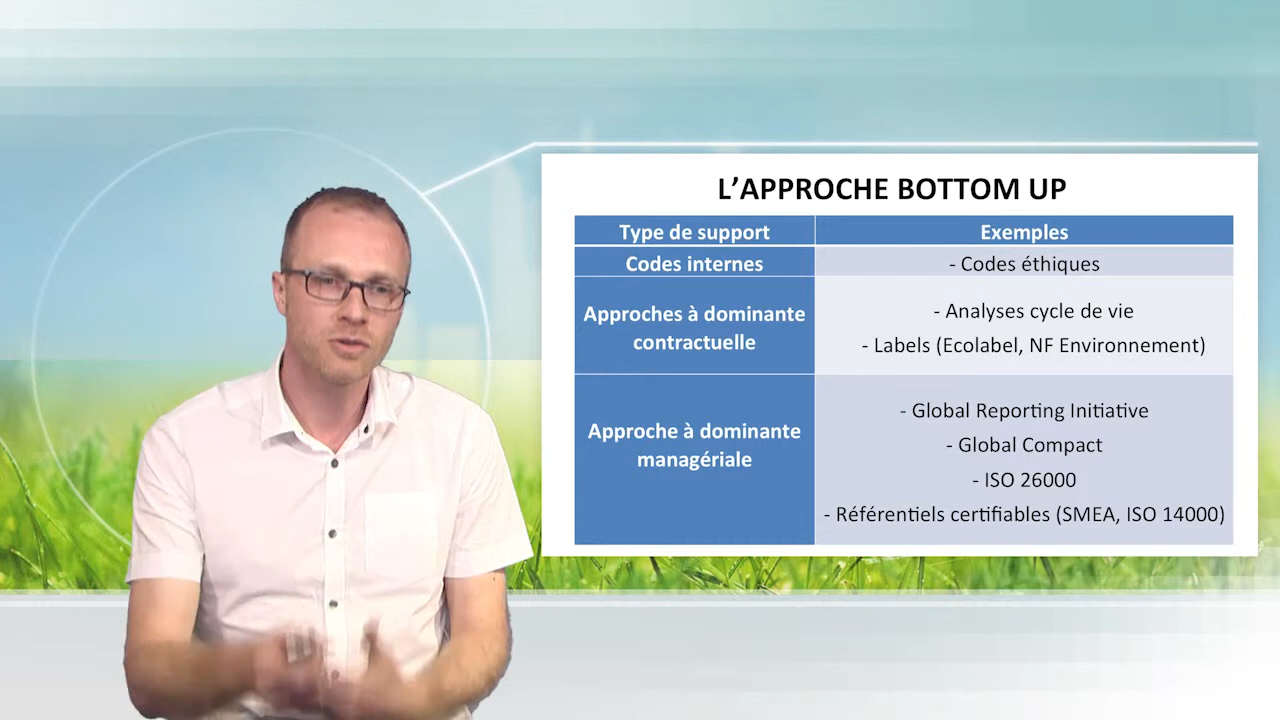 L’APPROCHE BOTTOM UP
Type de support
Exemples
Codes internes
- Codes éthiques
Approches à dominante
contractuelle
- Analyses cycle de vie
- Labels (Ecolabel, NF Environnement)
Approche à dominante
managériale
- Global Reporting Initiative
- Global Compact
- ISO 26000
- Référentiels certifiables (SMEA, ISO 14000)